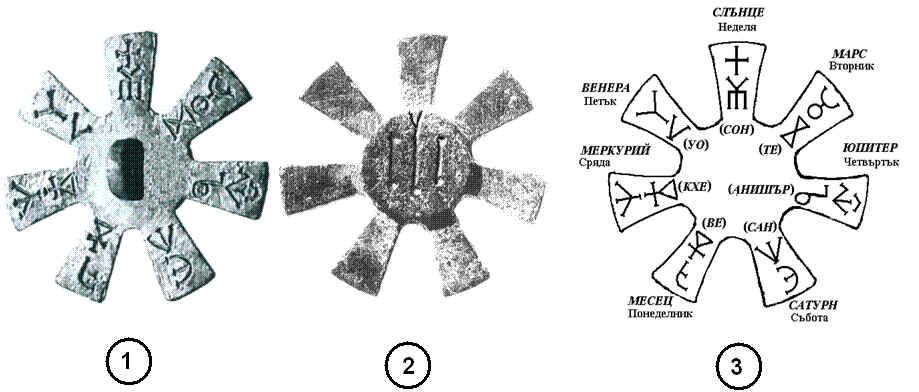 СЛЪНЦЕ
Неделя
МАРС
Вторник
ВЕНЕРА
Петък
(СОН)
(УО)
(ТЕ)
МЕРКУРИЙ
Сряда
ЮПИТЕР
Четвъртък
(КХЕ)
(АНИШЪР)
(ВЕ)
(САН)
МЕСЕЦ
Понеделник
САТУРН
Събота
1
2
3